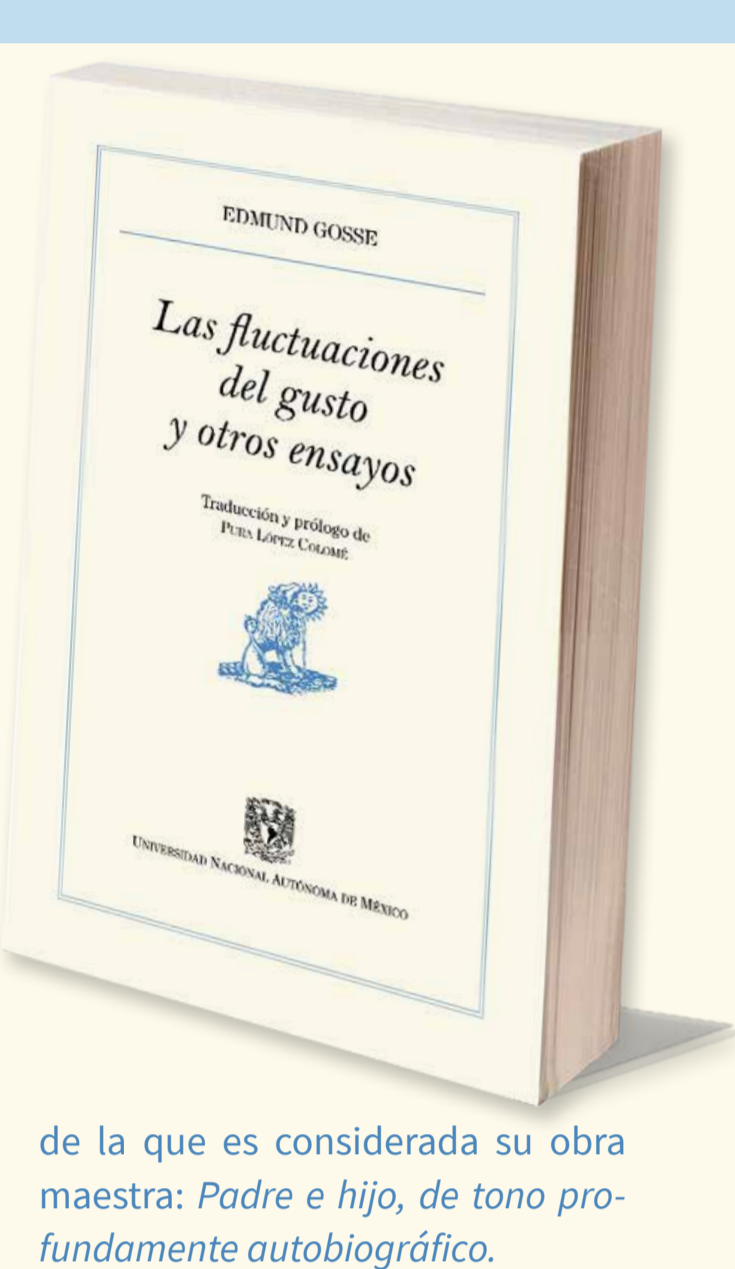 EDMUND GOSSE
Las fluctuaciones
del gusto
y otros ensayos
Traducción y prólogo de
PURA LÓPEZ COLOMÉ
UNIVERSIDAD NACIONAL AUTÓNOMA DE MÉXICO
de la que es considerada su obra
maestra: Padre e hijo, de tono pro-
fundamente autobiográfico.